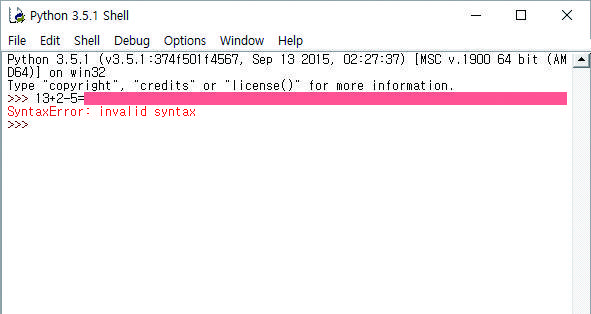 Python 3.5.1 Shell
File Edit Shell Debug Options Window Help
Python 3.5.1 (v3.5.1:374f501f4567, Sep 13 2015, 02:27:37) [MSC v.1900 64 bit (AM
D64)] on win32
Type "copyright", "credits" or "license()" for more information.
>>> 13+2-5=
SyntaxError: invalid syntax
>>>